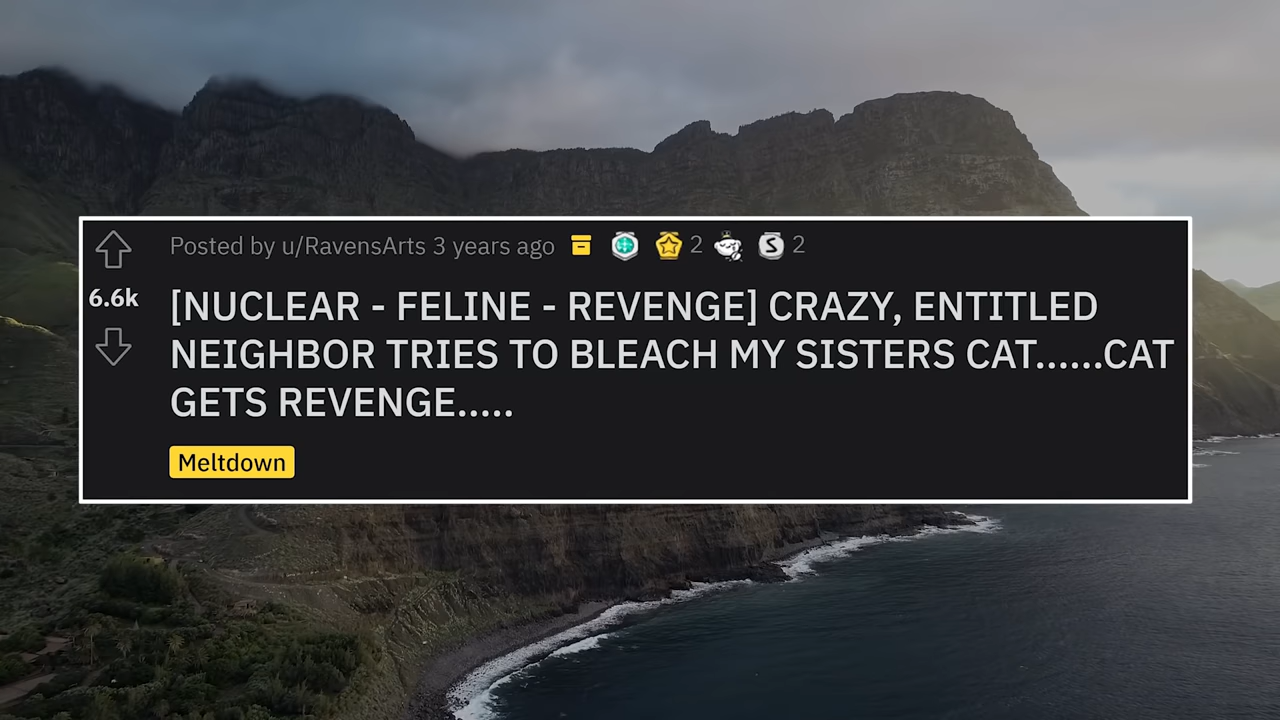 Posted by u/RavensArts 3 years ago 2 S 2
6.6k
[NUCLEAR - FELINE - REVENGE] CRAZY, ENTITLED
NEIGHBOR TRIES TO BLEACH MY SISTERS CAT......CAT
GETS REVENGE.....
Meltdown